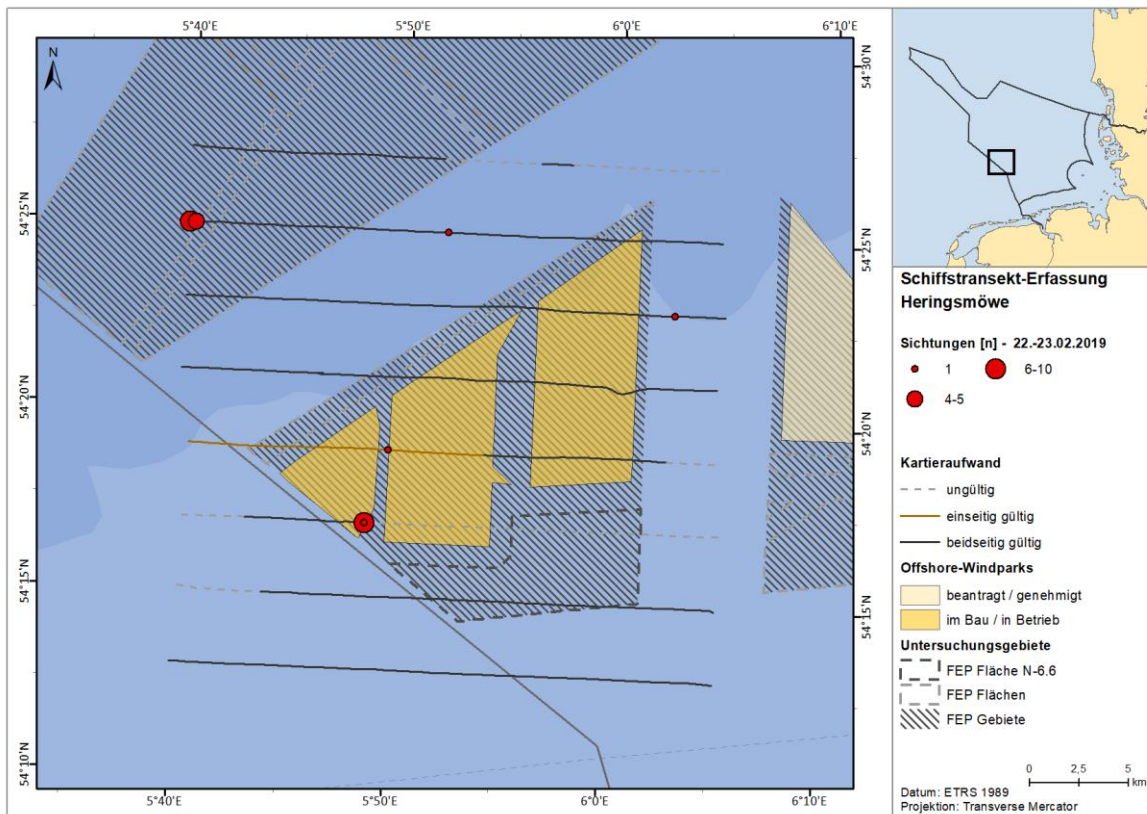 5°40'E
5°50'E
6°0'E
6°10'E
N
54°30'N
54°25'N
54°25'N
54°20'N
54°20'N
54°15'N
54°15'N
54°10'N
5°40'E
5°50'E
6°0'E
6°10'E
Schiffstransekt-Erfassung
Heringsmöwe
Sichtungen [n] - 22.-23.02.2019
1
6-10
4-5
Kartieraufwand
ungültig
einseitig gültig
beidseitig gültig
Offshore-Windparks
beantragt / genehmigt
im Bau / in Betrieb
Untersuchungsgebiete
FEP Fläche N-6.6
FEP Flächen
FEP Gebiete
0 2,5 5
km
Datum: ETRS 1989
Projektion: Transverse Mercator